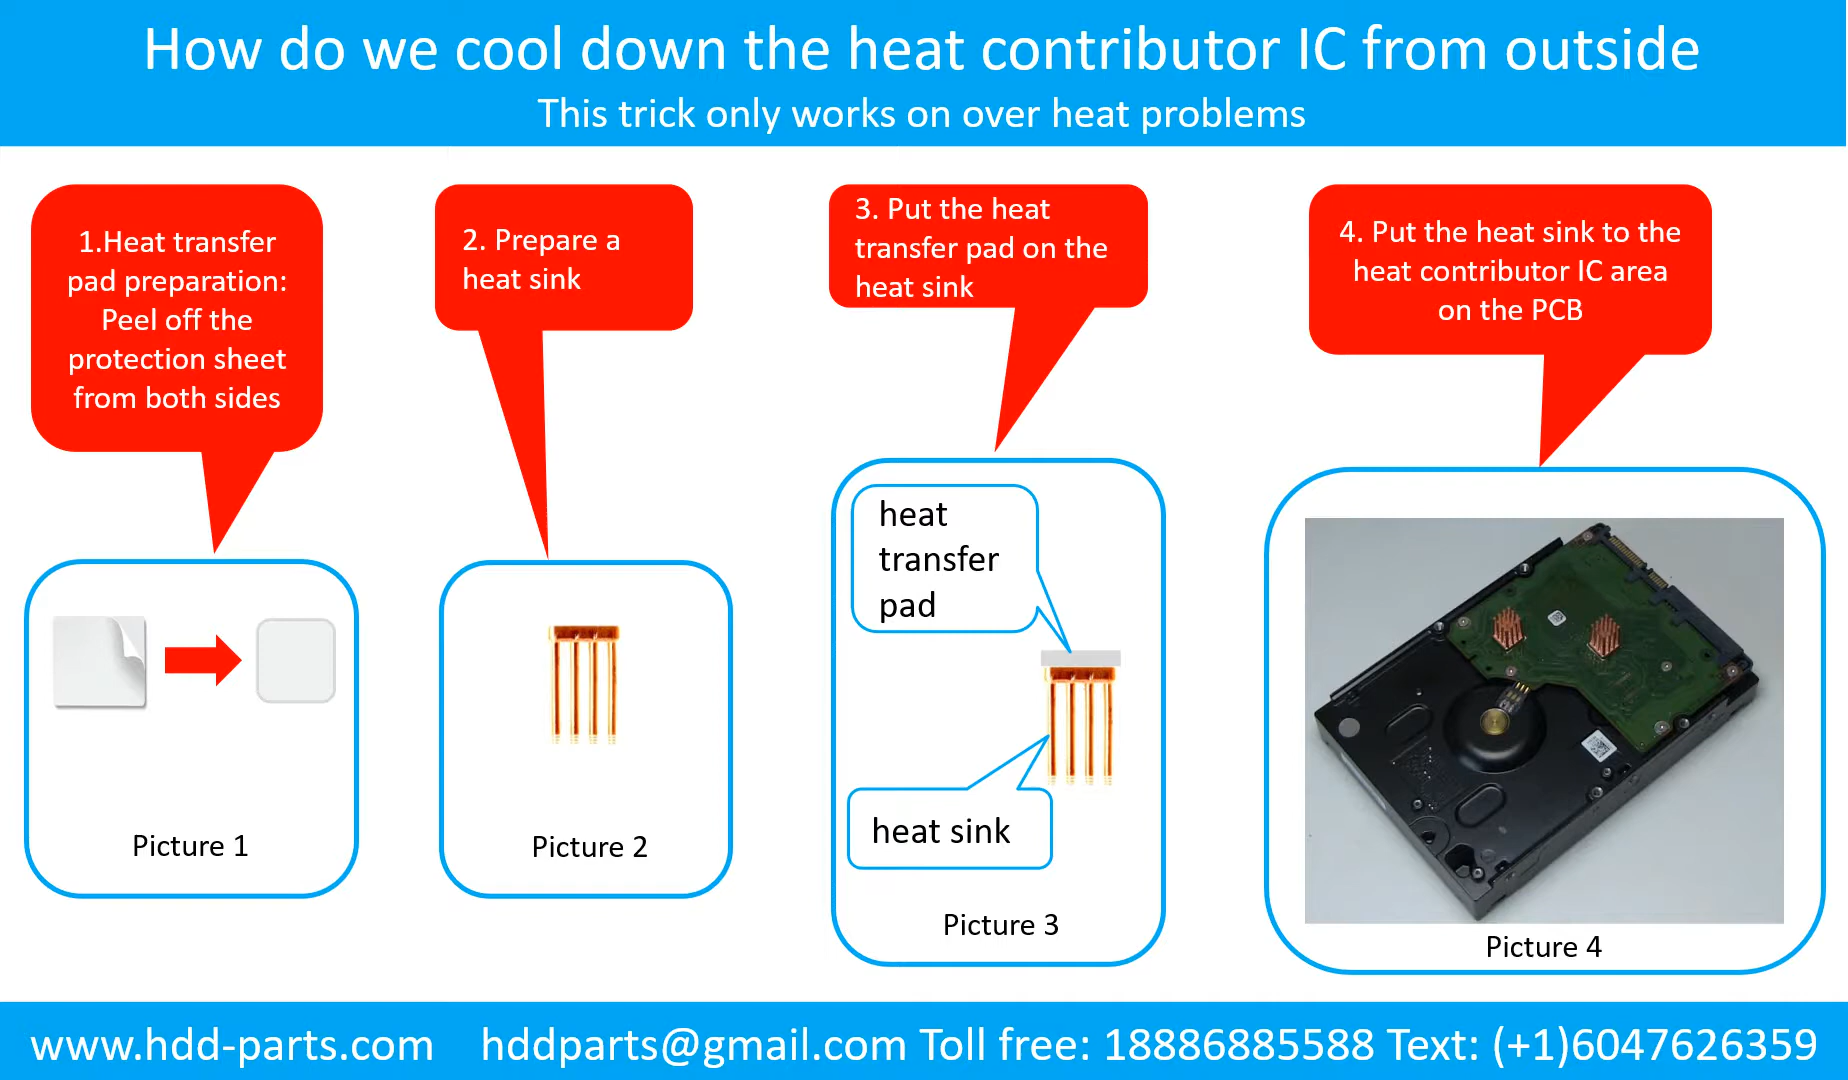 How do we cool down the heat contributor IC from outside
This trick only works on over heat problems
1.Heat transfer
pad preparation:
Peel off the
protection sheet
from both sides
2. Prepare a
heat sink
3. Put the heat
transfer pad on the
heat sink
4. Put the heat sink to the
heat contributor IC area
on the PCB
heat
transfer
pad
heat sink
Picture 1
Picture 2
Picture 3
Picture 4
www.hdd-parts.com hddparts@gmail.com Toll free: 18886885588 Text: (+1)6047626359